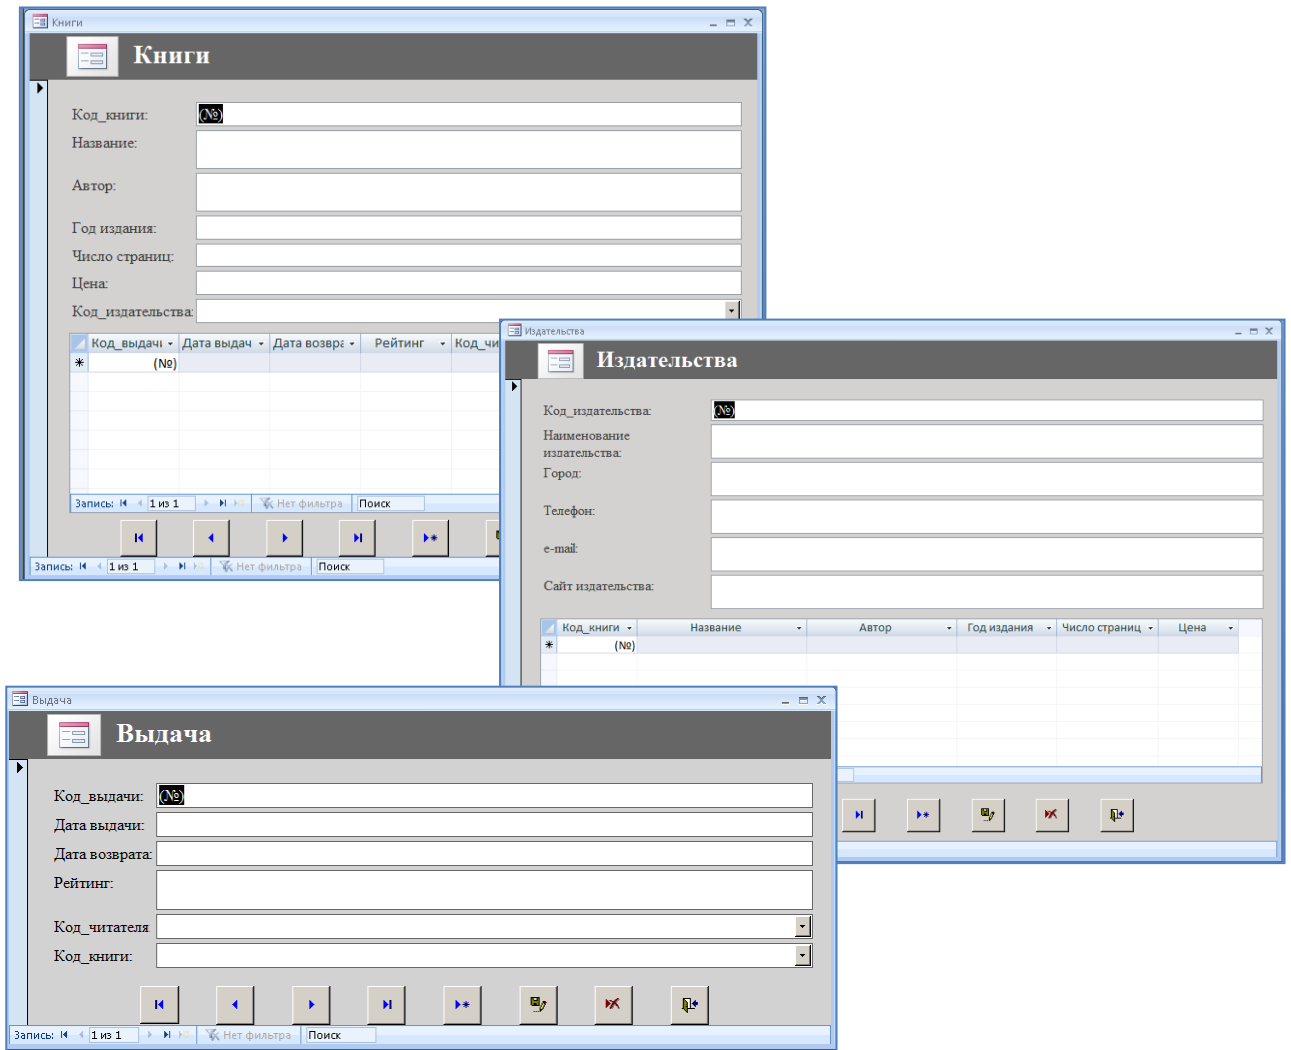 Книги
Книги
Код_книги: (№)
Название:
Автор:
Год издания:
Число страниц:
Цена:
Код_издательства:
Код_выдачи Дата выдач Дата возвра Рейтинг Код_чи
(№)
Запись: 1 из 1 Нет фильтра Поиск
Запись: 1 из 1 Нет фильтра Поиск
Издательства
Издательства
Код_издательства: (№)
Наименование
издательства:
Город:
Телефон:
e-mail:
Сайт издательства:
Код_книги Название Автор Год издания Число страниц Цена
(№)
Выдача
Выдача
Код_выдачи: (№)
Дата выдачи:
Дата возврата:
Рейтинг:
Код_читателя
Код_книги:
Запись: 1 из 1 Нет фильтра Поиск